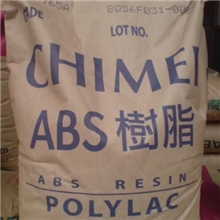 LOT NO.
CHIMEI
ABS 樹脂
ABS RESIN
POLYLAC